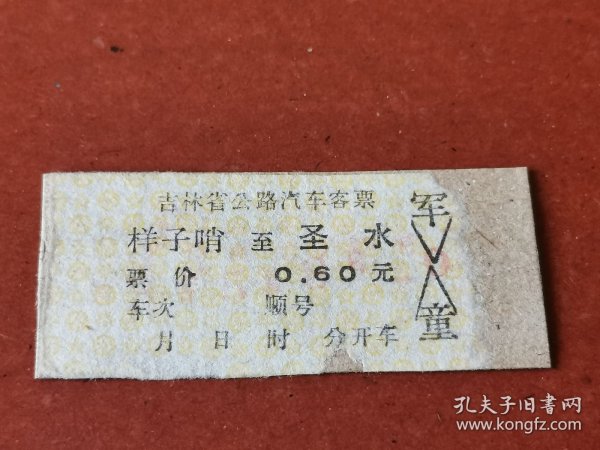 吉林省公路汽车客票
样子哨 至 圣水
票价 0.60 元
车次 顺号
月 日 时 分开车
军
童
孔夫子旧书网
www.kongfz.com